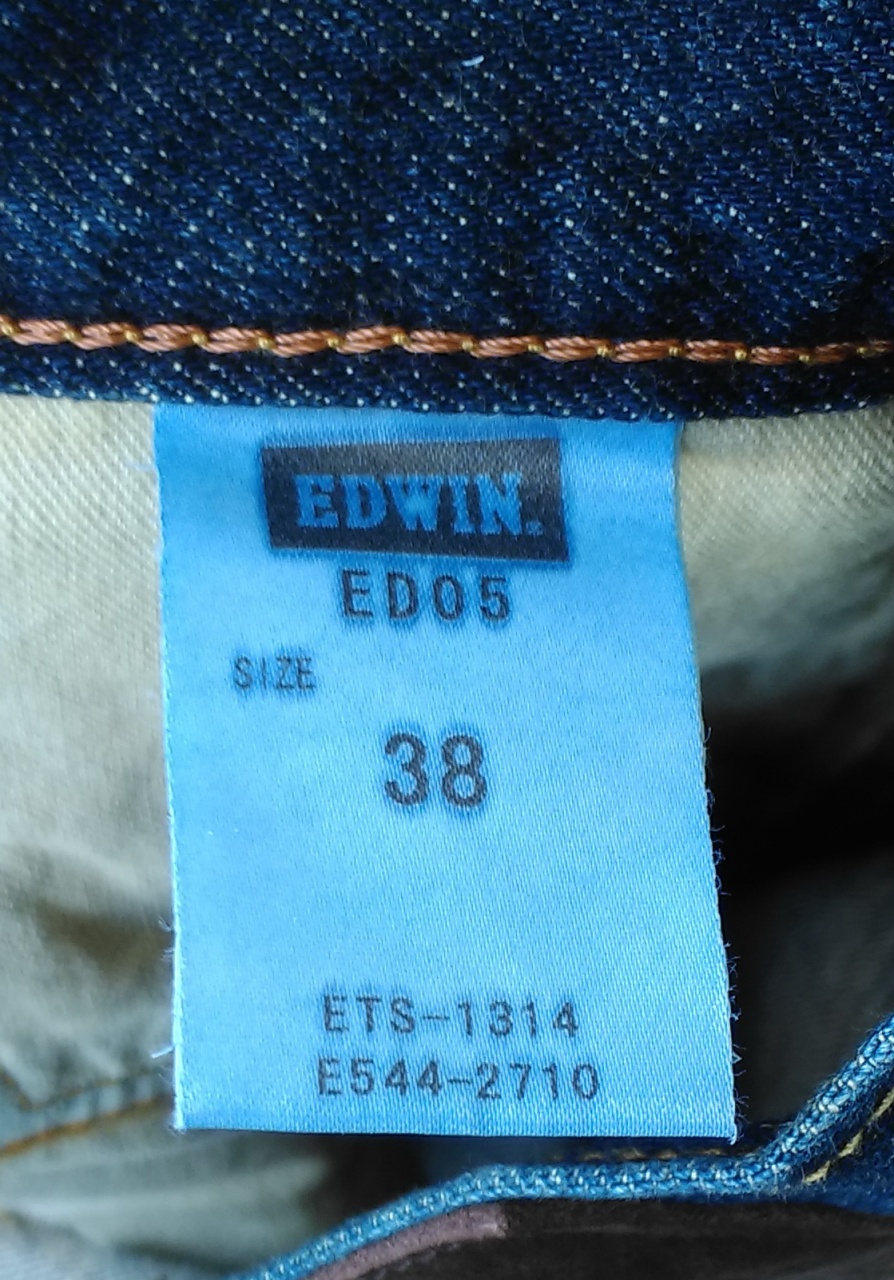 EDWIN.
ED05
SIZE
38
ETS-1314
E544-2710